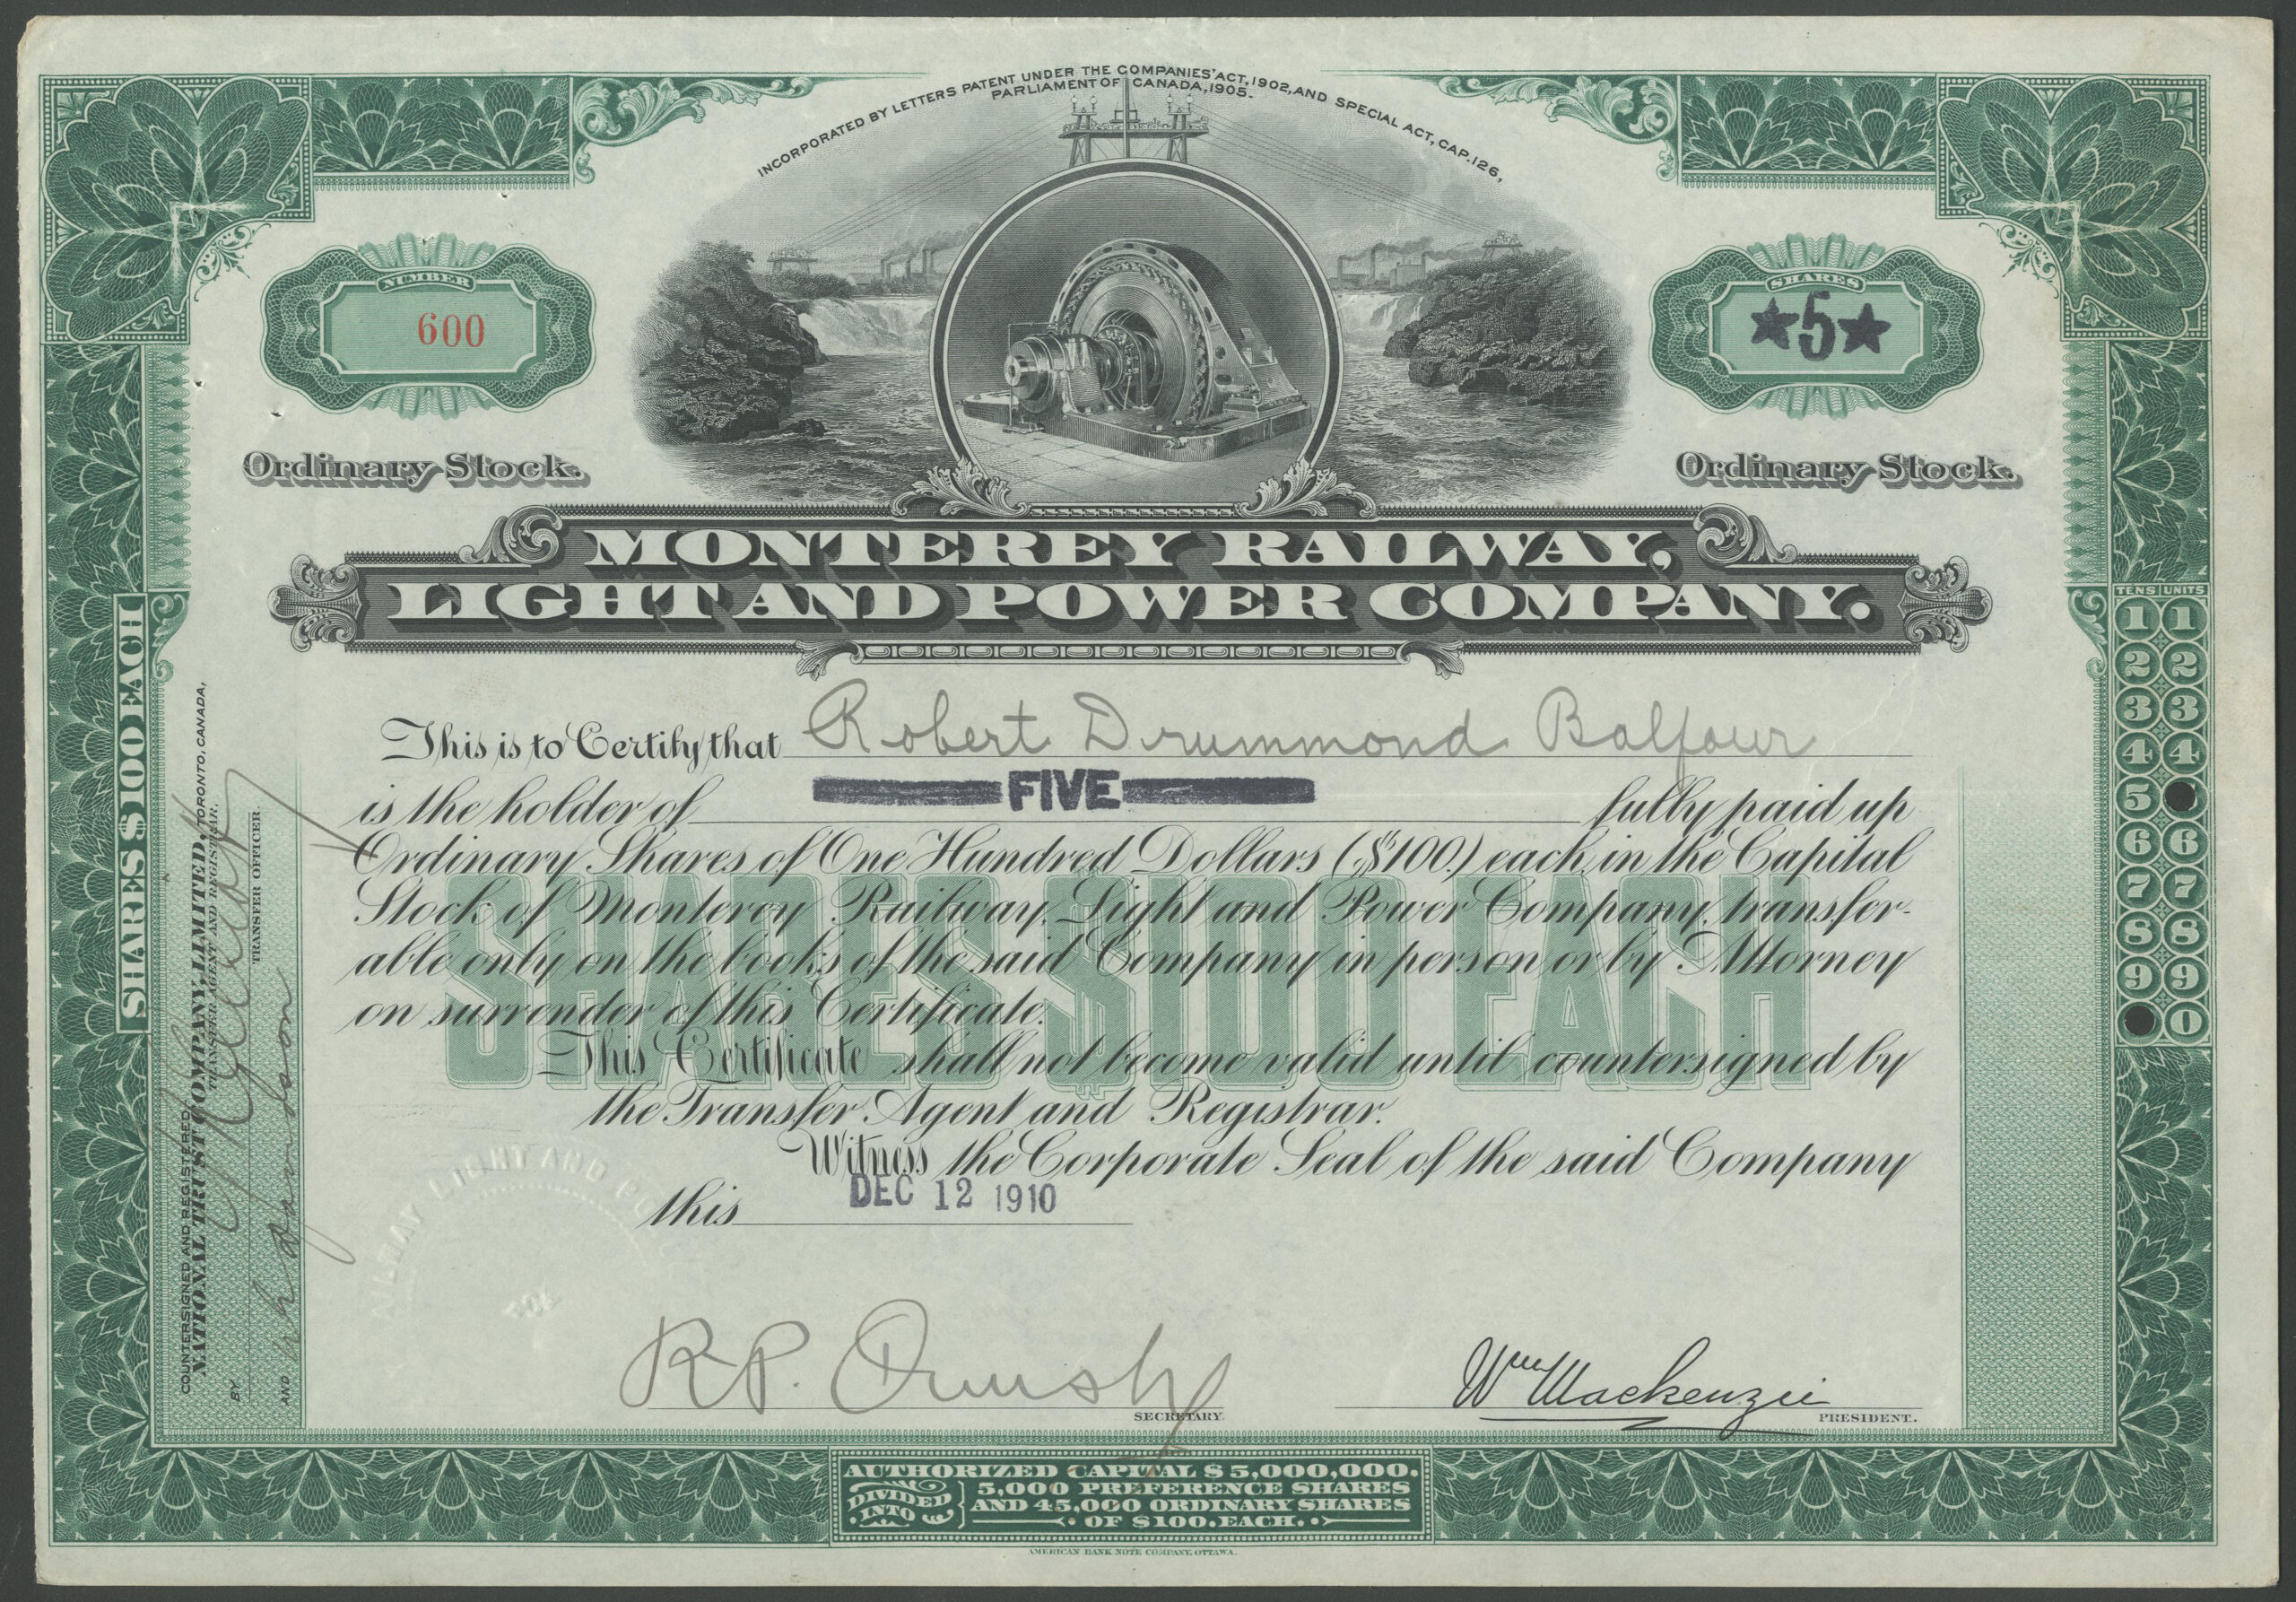 INCORPORATED BY LETTERS PATENT UNDER THE COMPANIES' ACT, 1902, AND SPECIAL ACT, CAP. 126,
PARLIAMENT OF CANADA, 1905.
NUMBER
600
SHARES
★5★
Ordinary Stock.
Ordinary Stock.
MONTEREY RAILWAY,
LIGHT AND POWER COMPANY.
This is to Certify that Robert Drummond Balfour
is the holder of FIVE fully paid up
Ordinary Shares of One Hundred Dollars ($100.) each, in the Capital
Stock of Monterey Railway, Light and Power Company, transfer-
able only on the books of the said Company in person or by Attorney
on surrender of this Certificate.
This Certificate shall not become valid until countersigned by
the Transfer Agent and Registrar.
Witness the Corporate Seal of the said Company
this DEC 12 1910
SHARES $100 EACH
R.P. Ormsby
SECRETARY.
Wm Mackenzie
PRESIDENT.
SHARES $100 EACH
COUNTERSIGNED AND REGISTERED,
NATIONAL TRUST COMPANY, LIMITED, TORONTO, CANADA,
TRANSFER AGENT AND REGISTRAR.
BY
TRANSFER OFFICER.
AND
TENS UNITS
1 1
2 2
3 3
4 4
5
6 6
7 7
8 8
9 9
0
RAILWAY LIGHT AND PO
AUTHORIZED CAPITAL $5,000,000.
DIVIDED INTO
5,000 PREFERENCE SHARES
AND 45,000 ORDINARY SHARES
OF $100. EACH.
AMERICAN BANK NOTE COMPANY, OTTAWA.